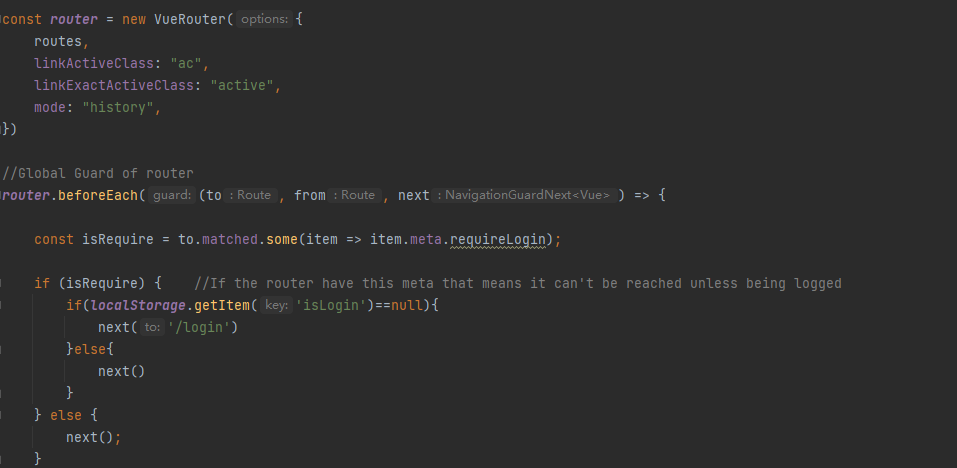 const router = new VueRouter( options: {
    routes,
    linkActiveClass: "ac",
    linkExactActiveClass: "active",
    mode: "history",
})
//Global Guard of router
router.beforeEach( guard: (to : Route , from : Route , next : NavigationGuardNext<Vue> ) => {
    const isRequire = to.matched.some(item => item.meta.requireLogin);
    if (isRequire) {    //If the router have this meta that means it can't be reached unless being logged
        if(localStorage.getItem( key: 'isLogin')==null){
            next( to: '/login')
        }else{
            next()
        }
    } else {
        next();
    }